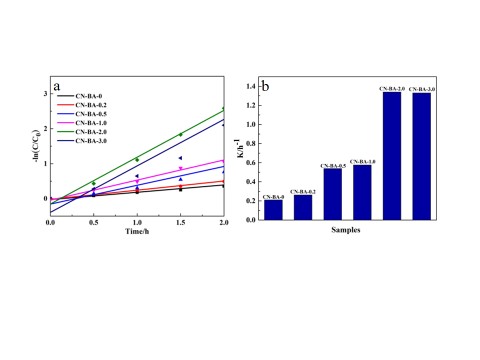 a
CN-BA-0
CN-BA-0.2
CN-BA-0.5
CN-BA-1.0
CN-BA-2.0
CN-BA-3.0
3
2
1
0
-ln(C/C₀)
0.0 0.5 1.0 1.5 2.0
Time/h
b
1.4
1.2
1.0
0.8
0.6
0.4
0.2
0.0
K/h⁻¹
CN-BA-0
CN-BA-0.2
CN-BA-0.5
CN-BA-1.0
CN-BA-2.0
CN-BA-3.0
Samples